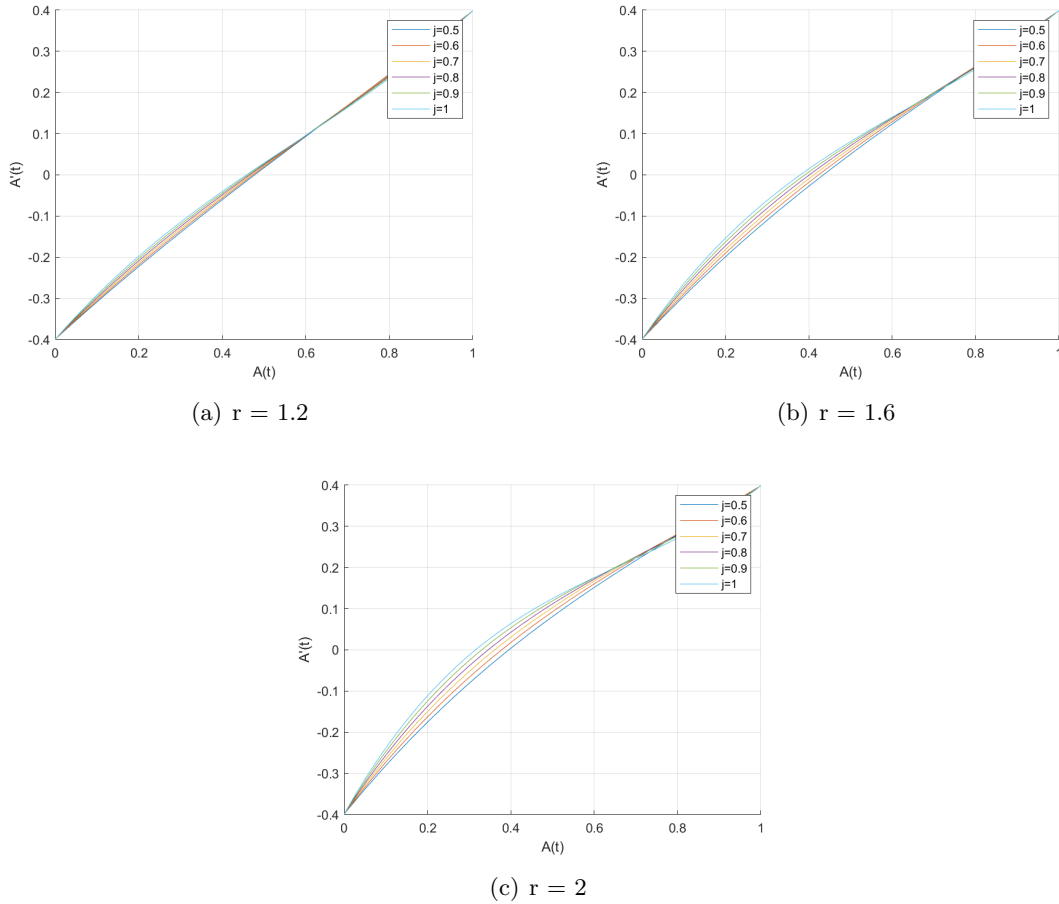 0.4
0.3
0.2
0.1
0
-0.1
-0.2
-0.3
-0.4
A'(t)
0
0.2
0.4
0.6
0.8
1
A(t)
j=0.5
j=0.6
j=0.7
j=0.8
j=0.9
j=1
(a) r = 1.2
0.4
0.3
0.2
0.1
0
-0.1
-0.2
-0.3
-0.4
A'(t)
0
0.2
0.4
0.6
0.8
1
A(t)
j=0.5
j=0.6
j=0.7
j=0.8
j=0.9
j=1
(b) r = 1.6
0.4
0.3
0.2
0.1
0
-0.1
-0.2
-0.3
-0.4
A'(t)
0
0.2
0.4
0.6
0.8
1
A(t)
j=0.5
j=0.6
j=0.7
j=0.8
j=0.9
j=1
(c) r = 2